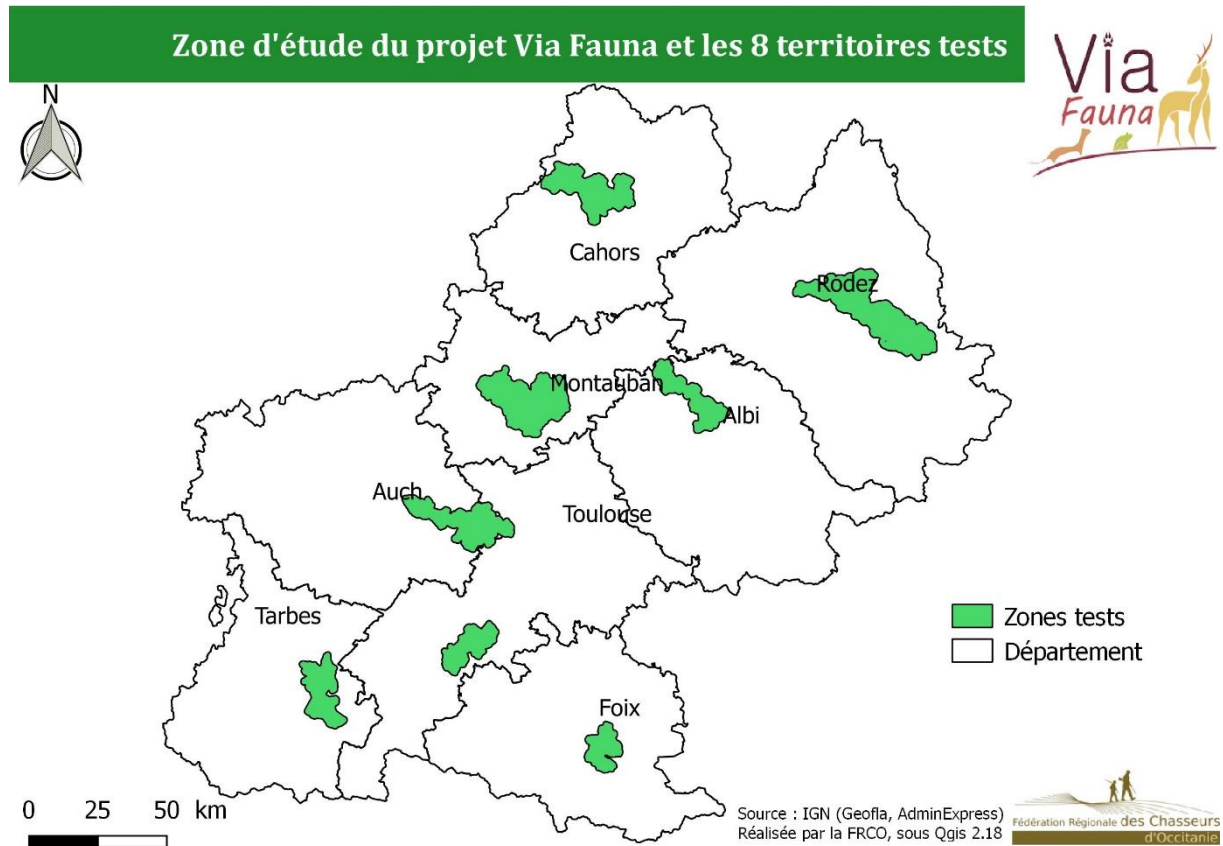 Zone d'étude du projet Via Fauna et les 8 territoires tests
Via
Fauna
N
Cahors
Rodez
Montauban
Albi
Auch
Toulouse
Tarbes
Foix
Zones tests
Département
0 25 50 km
Source : IGN (Geofla, AdminExpress)
Réalisée par la FRCO, sous Qgis 2.18
Fédération Régionale des Chasseurs
d'Occitanie